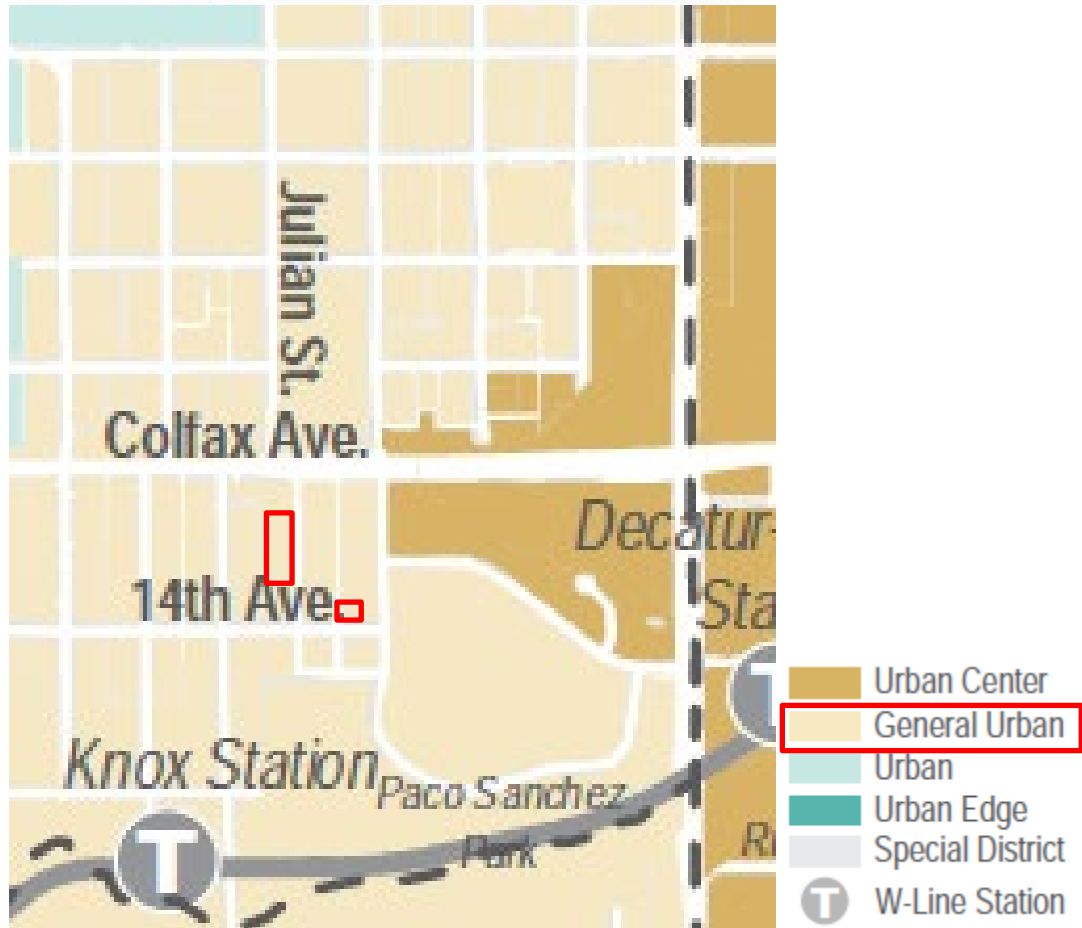 Julian St.
Colfax Ave.
Decatur-
14th Ave.
Sta
Knox Station
Paco Sanchez
Park
T
T
Urban Center
General Urban
Urban
Urban Edge
Special District
T W-Line Station